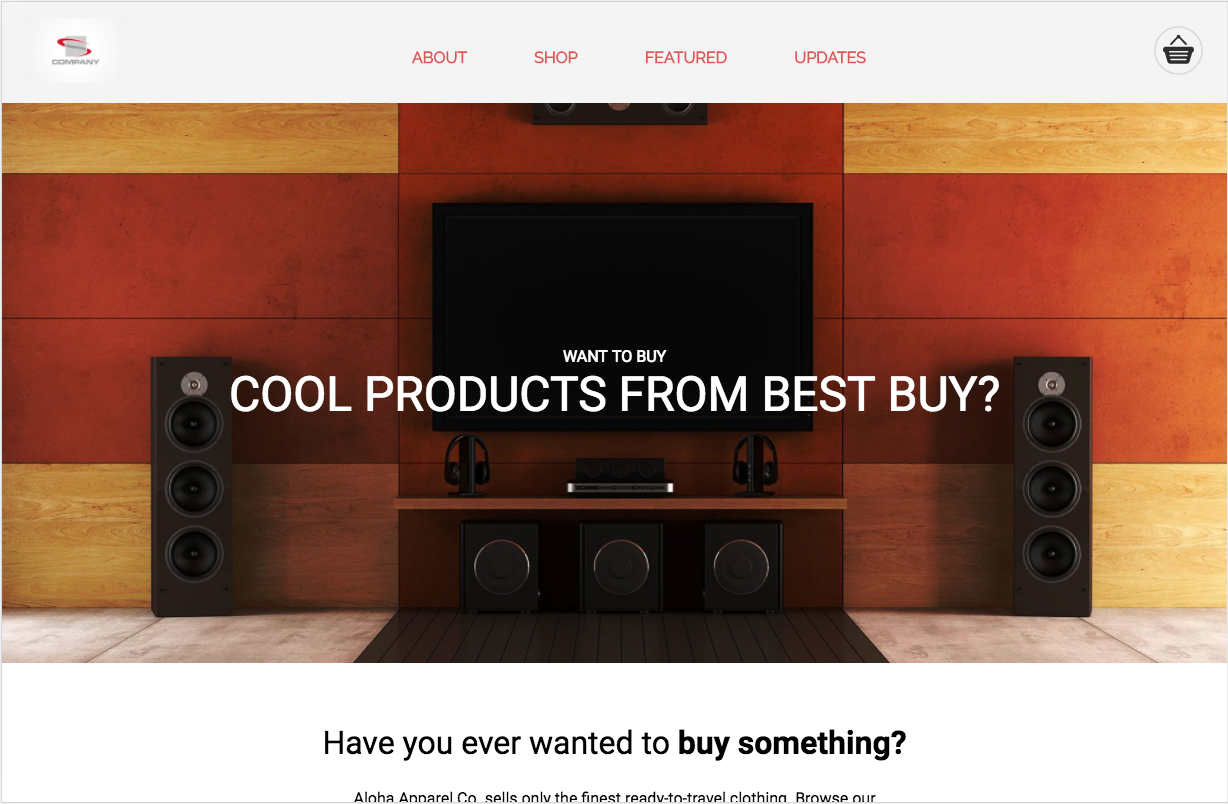 COMPANY
ABOUT SHOP FEATURED UPDATES
WANT TO BUY
COOL PRODUCTS FROM BEST BUY?
Have you ever wanted to buy something?
Aloha Apparel Co. sells only the finest ready-to-travel clothing. Browse our